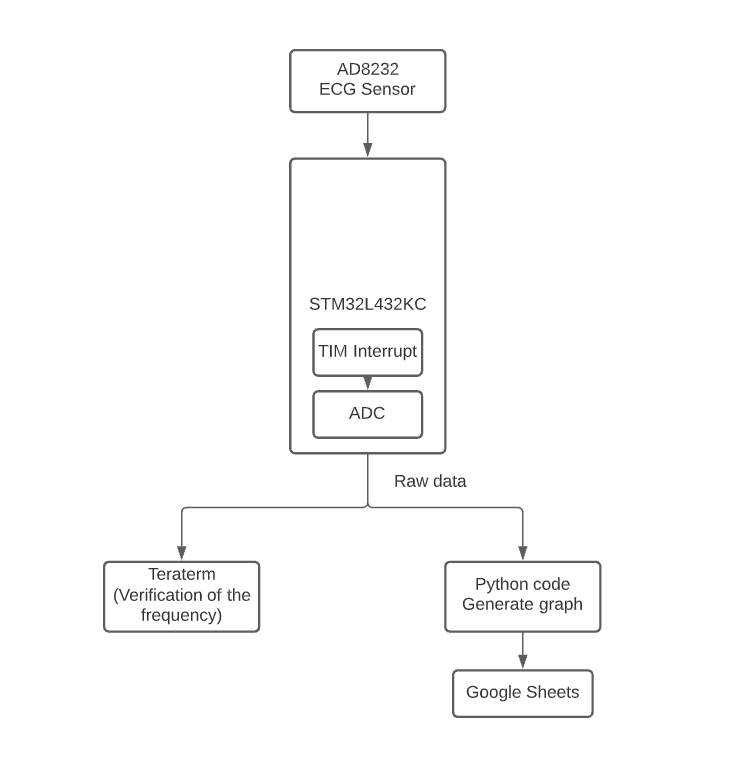 AD8232
ECG Sensor
STM32L432KC
TIM Interrupt
ADC
Raw data
Teraterm
(Verification of the
frequency)
Python code
Generate graph
Google Sheets